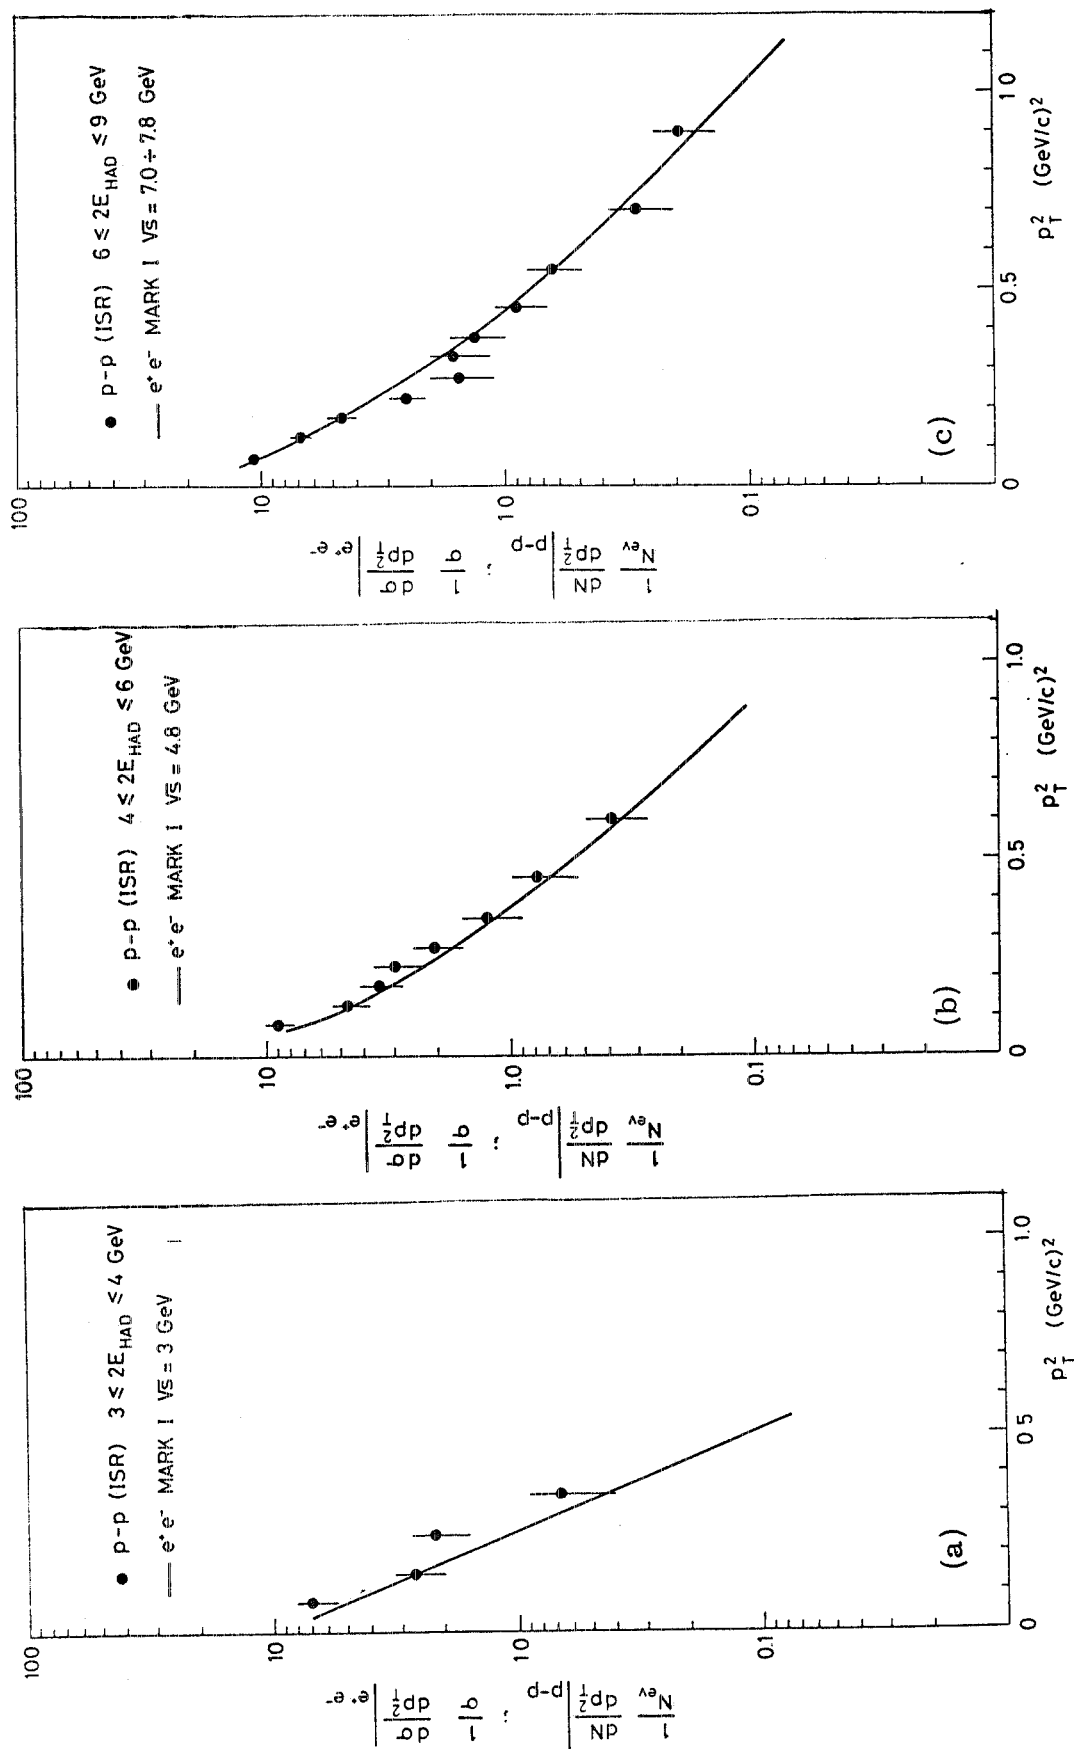 100
10
1.0
0.1
● p-p (ISR) 3 ≤ 2E_HAD ≤ 4 GeV
— e⁺e⁻ MARK I √s = 3 GeV
(a)
0
0 5
1.0
p_T² (GeV/c)²
1/N_ev dN/dp_T² |p-p ; 1/σ dσ/dp_T² |e⁺e⁻
100
10
1.0
0.1
● p-p (ISR) 4 ≤ 2E_HAD ≤ 6 GeV
— e⁺e⁻ MARK I √s = 4.8 GeV
(b)
0
0.5
1.0
p_T² (GeV/c)²
1/N_ev dN/dp_T² |p-p ; 1/σ dσ/dp_T² |e⁺e⁻
100
10
1.0
0.1
● p-p (ISR) 6 ≤ 2E_HAD ≤ 9 GeV
— e⁺e⁻ MARK I √s = 7.0 ÷ 7.8 GeV
(c)
0
0.5
1 0
p_T² (GeV/c)²
1/N_ev dN/dp_T² |p-p ; 1/σ dσ/dp_T² |e⁺e⁻